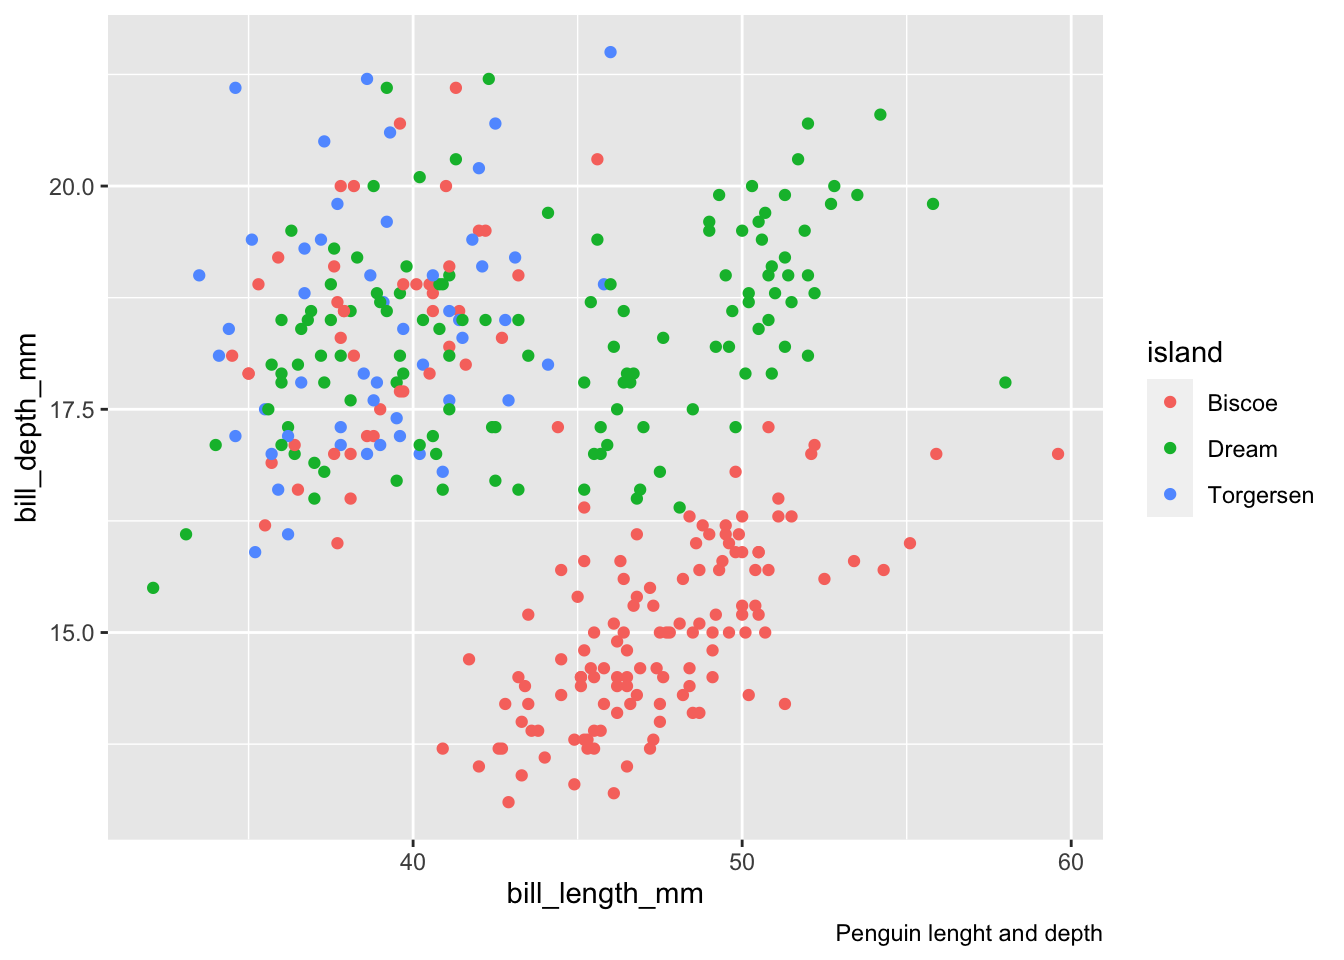 bill_depth_mm
20.0
17.5
15.0
40
50
60
bill_length_mm
island
Biscoe
Dream
Torgersen
Penguin lenght and depth